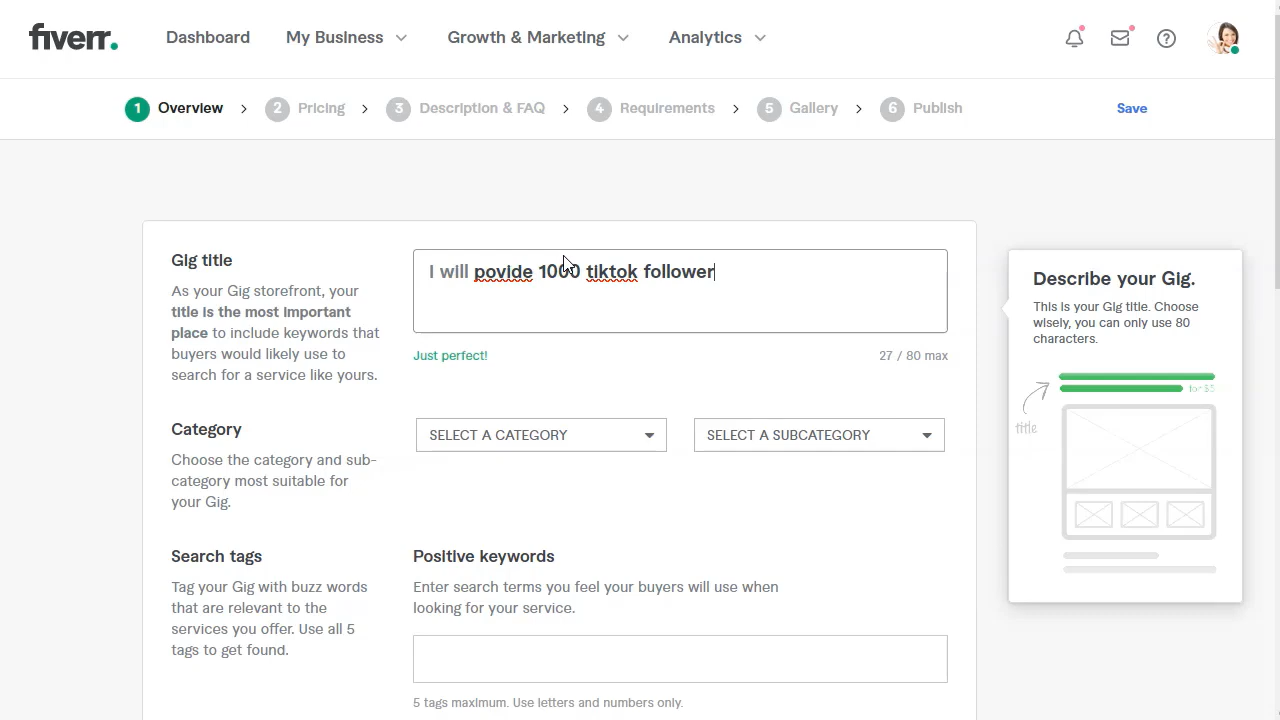 fiverr.
Dashboard My Business Growth & Marketing Analytics
1 Overview 2 Pricing 3 Description & FAQ 4 Requirements 5 Gallery 6 Publish Save
Gig title
As your Gig storefront, your
title is the most important
place to include keywords that
buyers would likely use to
search for a service like yours.
I will povide 1000 tiktok follower
Just perfect! 27 / 80 max
Category
Choose the category and sub-
category most suitable for
your Gig.
SELECT A CATEGORY SELECT A SUBCATEGORY
Search tags
Tag your Gig with buzz words
that are relevant to the
services you offer. Use all 5
tags to get found.
Positive keywords
Enter search terms you feel your buyers will use when
looking for your service.
5 tags maximum. Use letters and numbers only.
Describe your Gig.
This is your Gig title. Choose
wisely, you can only use 80
characters.
for $5
title